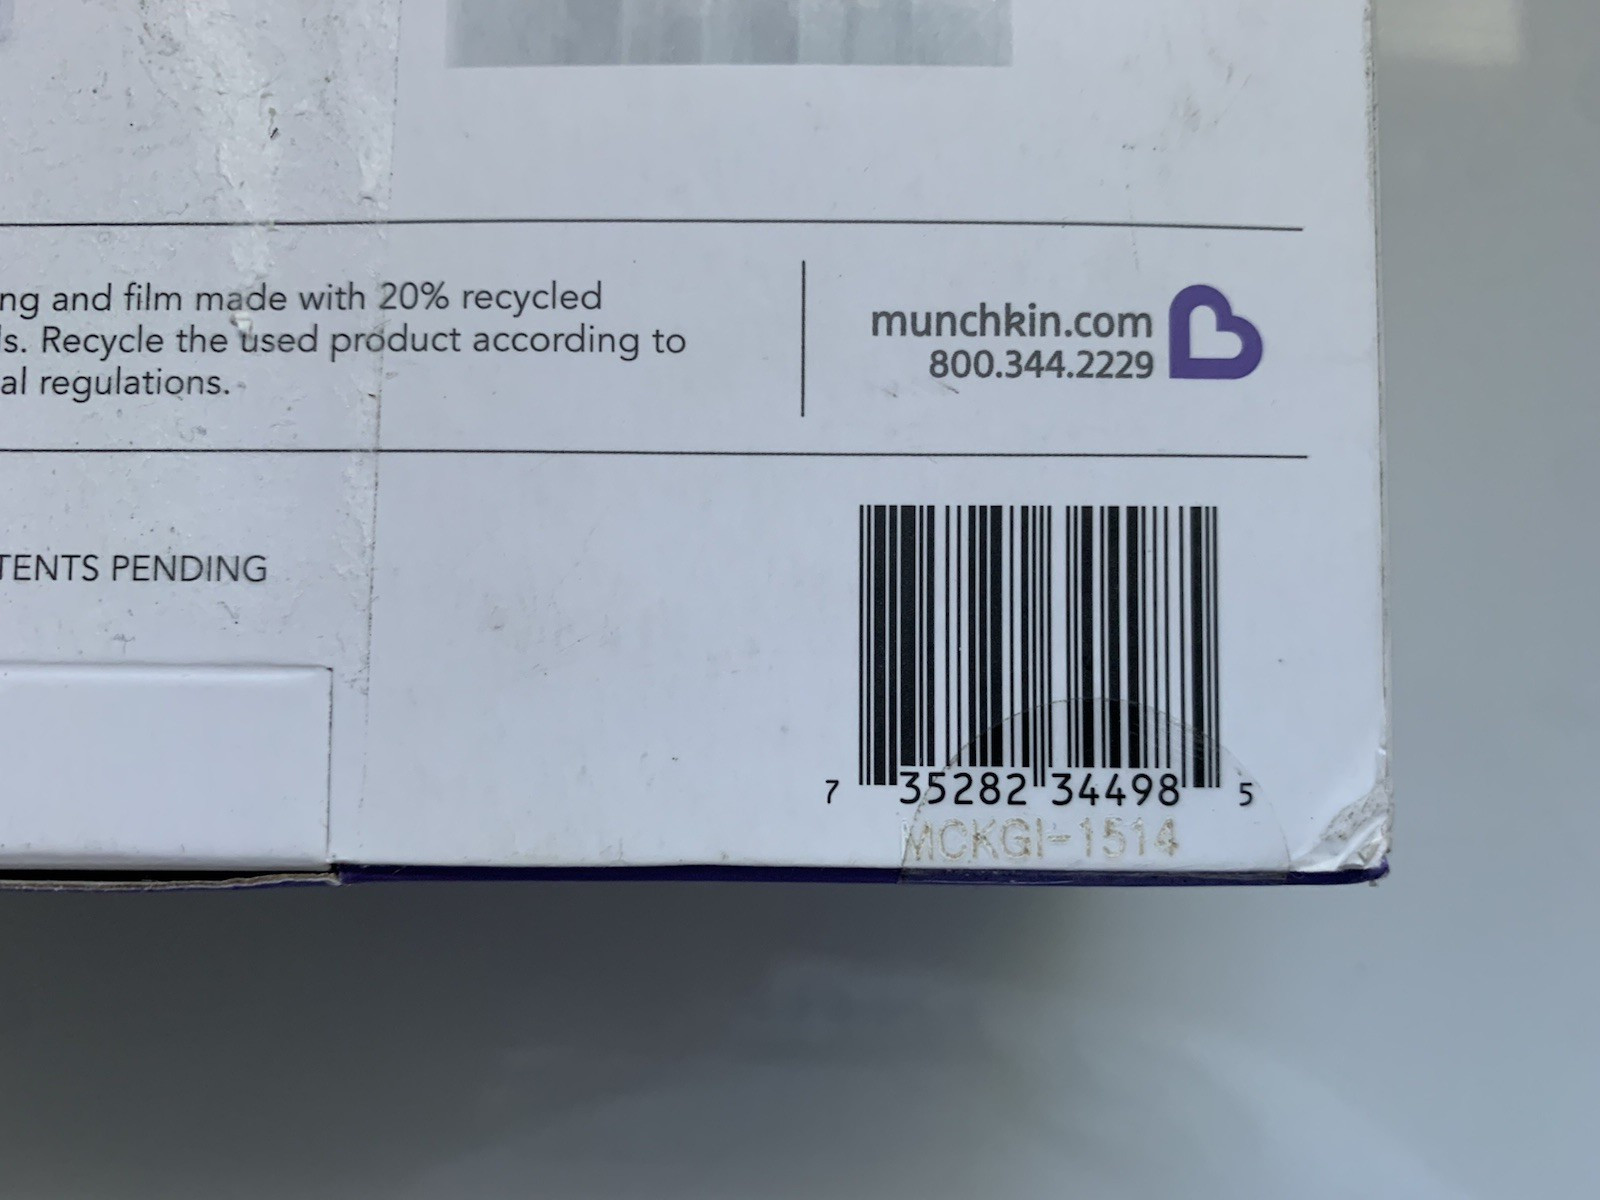 ng and film made with 20% recycled
ls. Recycle the used product according to
al regulations.
munchkin.com
800.344.2229
TENTS PENDING
7 35282 34498 5
MCKGI-1514